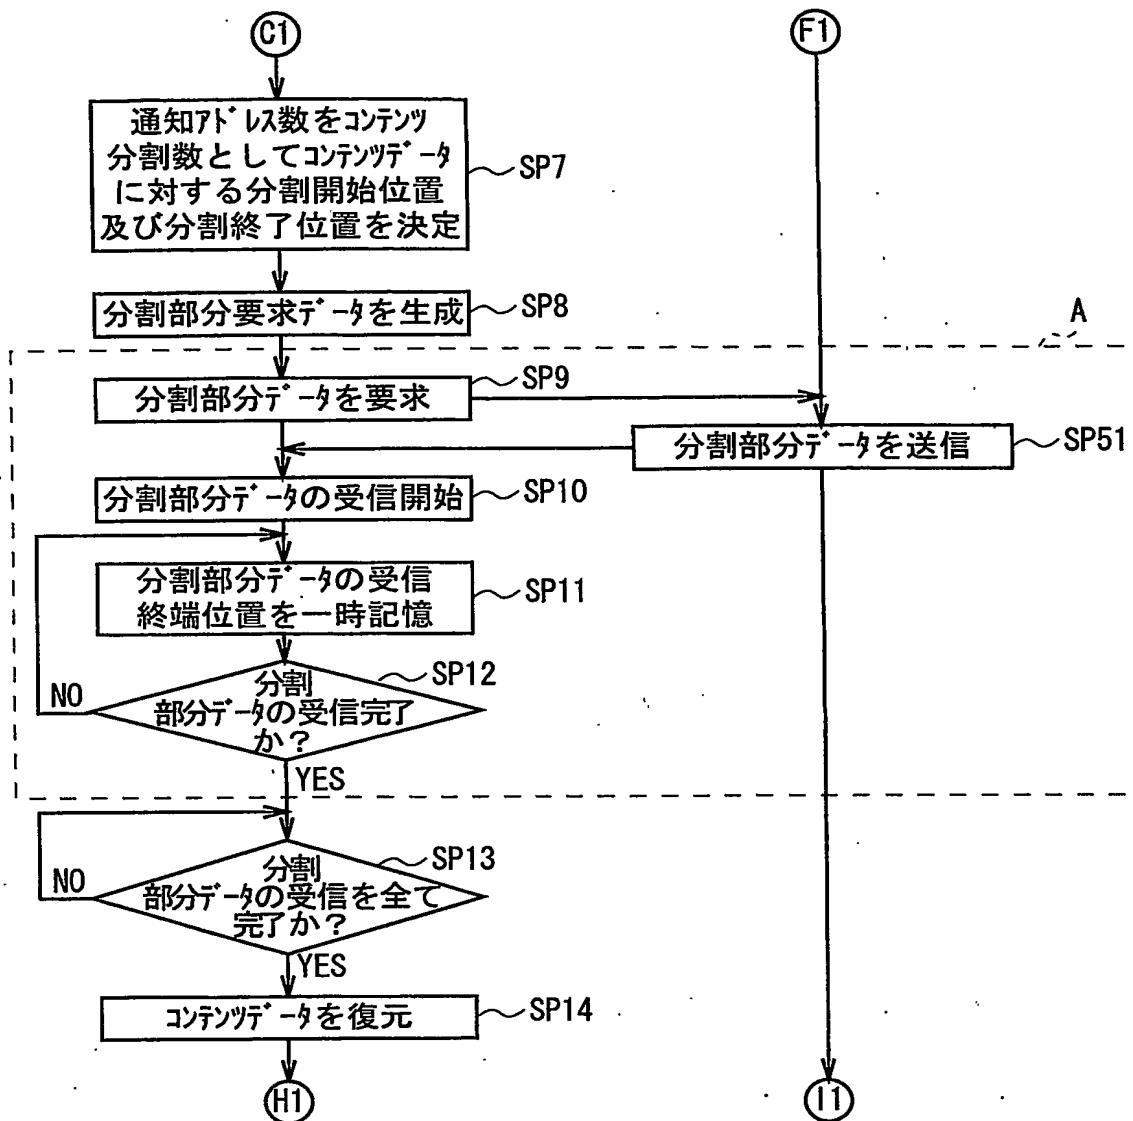 C1
F1
通知ｱﾄﾞﾚｽ数をｺﾝﾃﾝﾂ
分割数としてｺﾝﾃﾝﾂﾃﾞｰﾀ
に対する分割開始位置
及び分割終了位置を決定
SP7
分割部分要求ﾃﾞｰﾀを生成
SP8
A
分割部分ﾃﾞｰﾀを要求
SP9
分割部分ﾃﾞｰﾀを送信
SP51
分割部分ﾃﾞｰﾀの受信開始
SP10
分割部分ﾃﾞｰﾀの受信
終端位置を一時記憶
SP11
分割
部分ﾃﾞｰﾀの受信完了
か？
SP12
NO
YES
分割
部分ﾃﾞｰﾀの受信を全て
完了か？
SP13
NO
YES
ｺﾝﾃﾝﾂﾃﾞｰﾀを復元
SP14
H1
I1